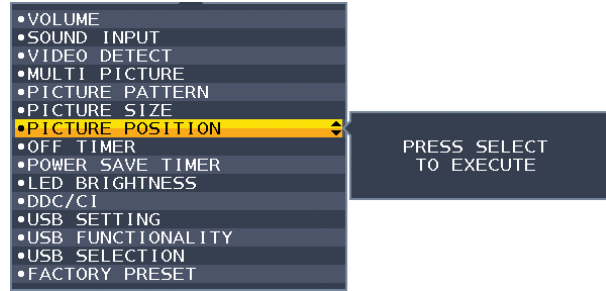 •VOLUME
•SOUND INPUT
•VIDEO DETECT
•MULTI PICTURE
•PICTURE PATTERN
•PICTURE SIZE
•PICTURE POSITION
•OFF TIMER
•POWER SAVE TIMER
•LED BRIGHTNESS
•DDC/CI
•USB SETTING
•USB FUNCTIONALITY
•USB SELECTION
•FACTORY PRESET
PRESS SELECT
TO EXECUTE